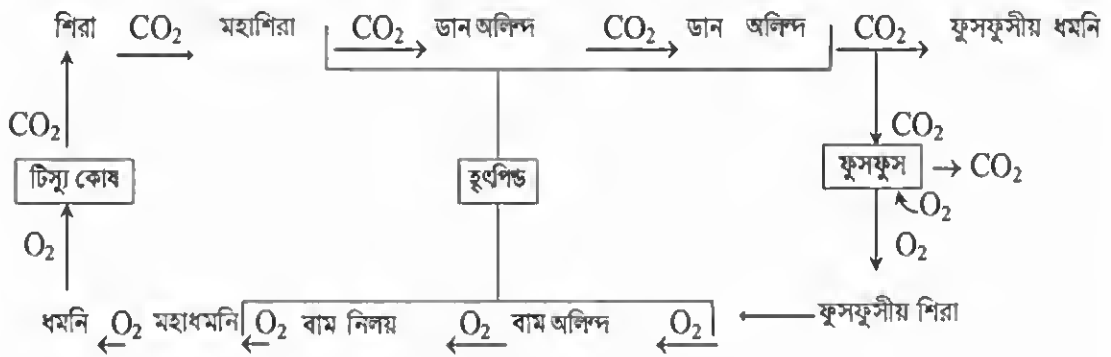 শিরা CO₂ মহাশিরা CO₂ ডান অলিন্দ CO₂ ডান অলিন্দ CO₂ ফুসফুসীয় ধমনি
CO₂ CO₂
টিস্যু কোষ হৃৎপিন্ড ফুসফুস CO₂
O₂
O₂ O₂
ধমনি O₂ মহাধমনি O₂ বাম নিলয় O₂ বাম অলিন্দ O₂ ফুসফুসীয় শিরা